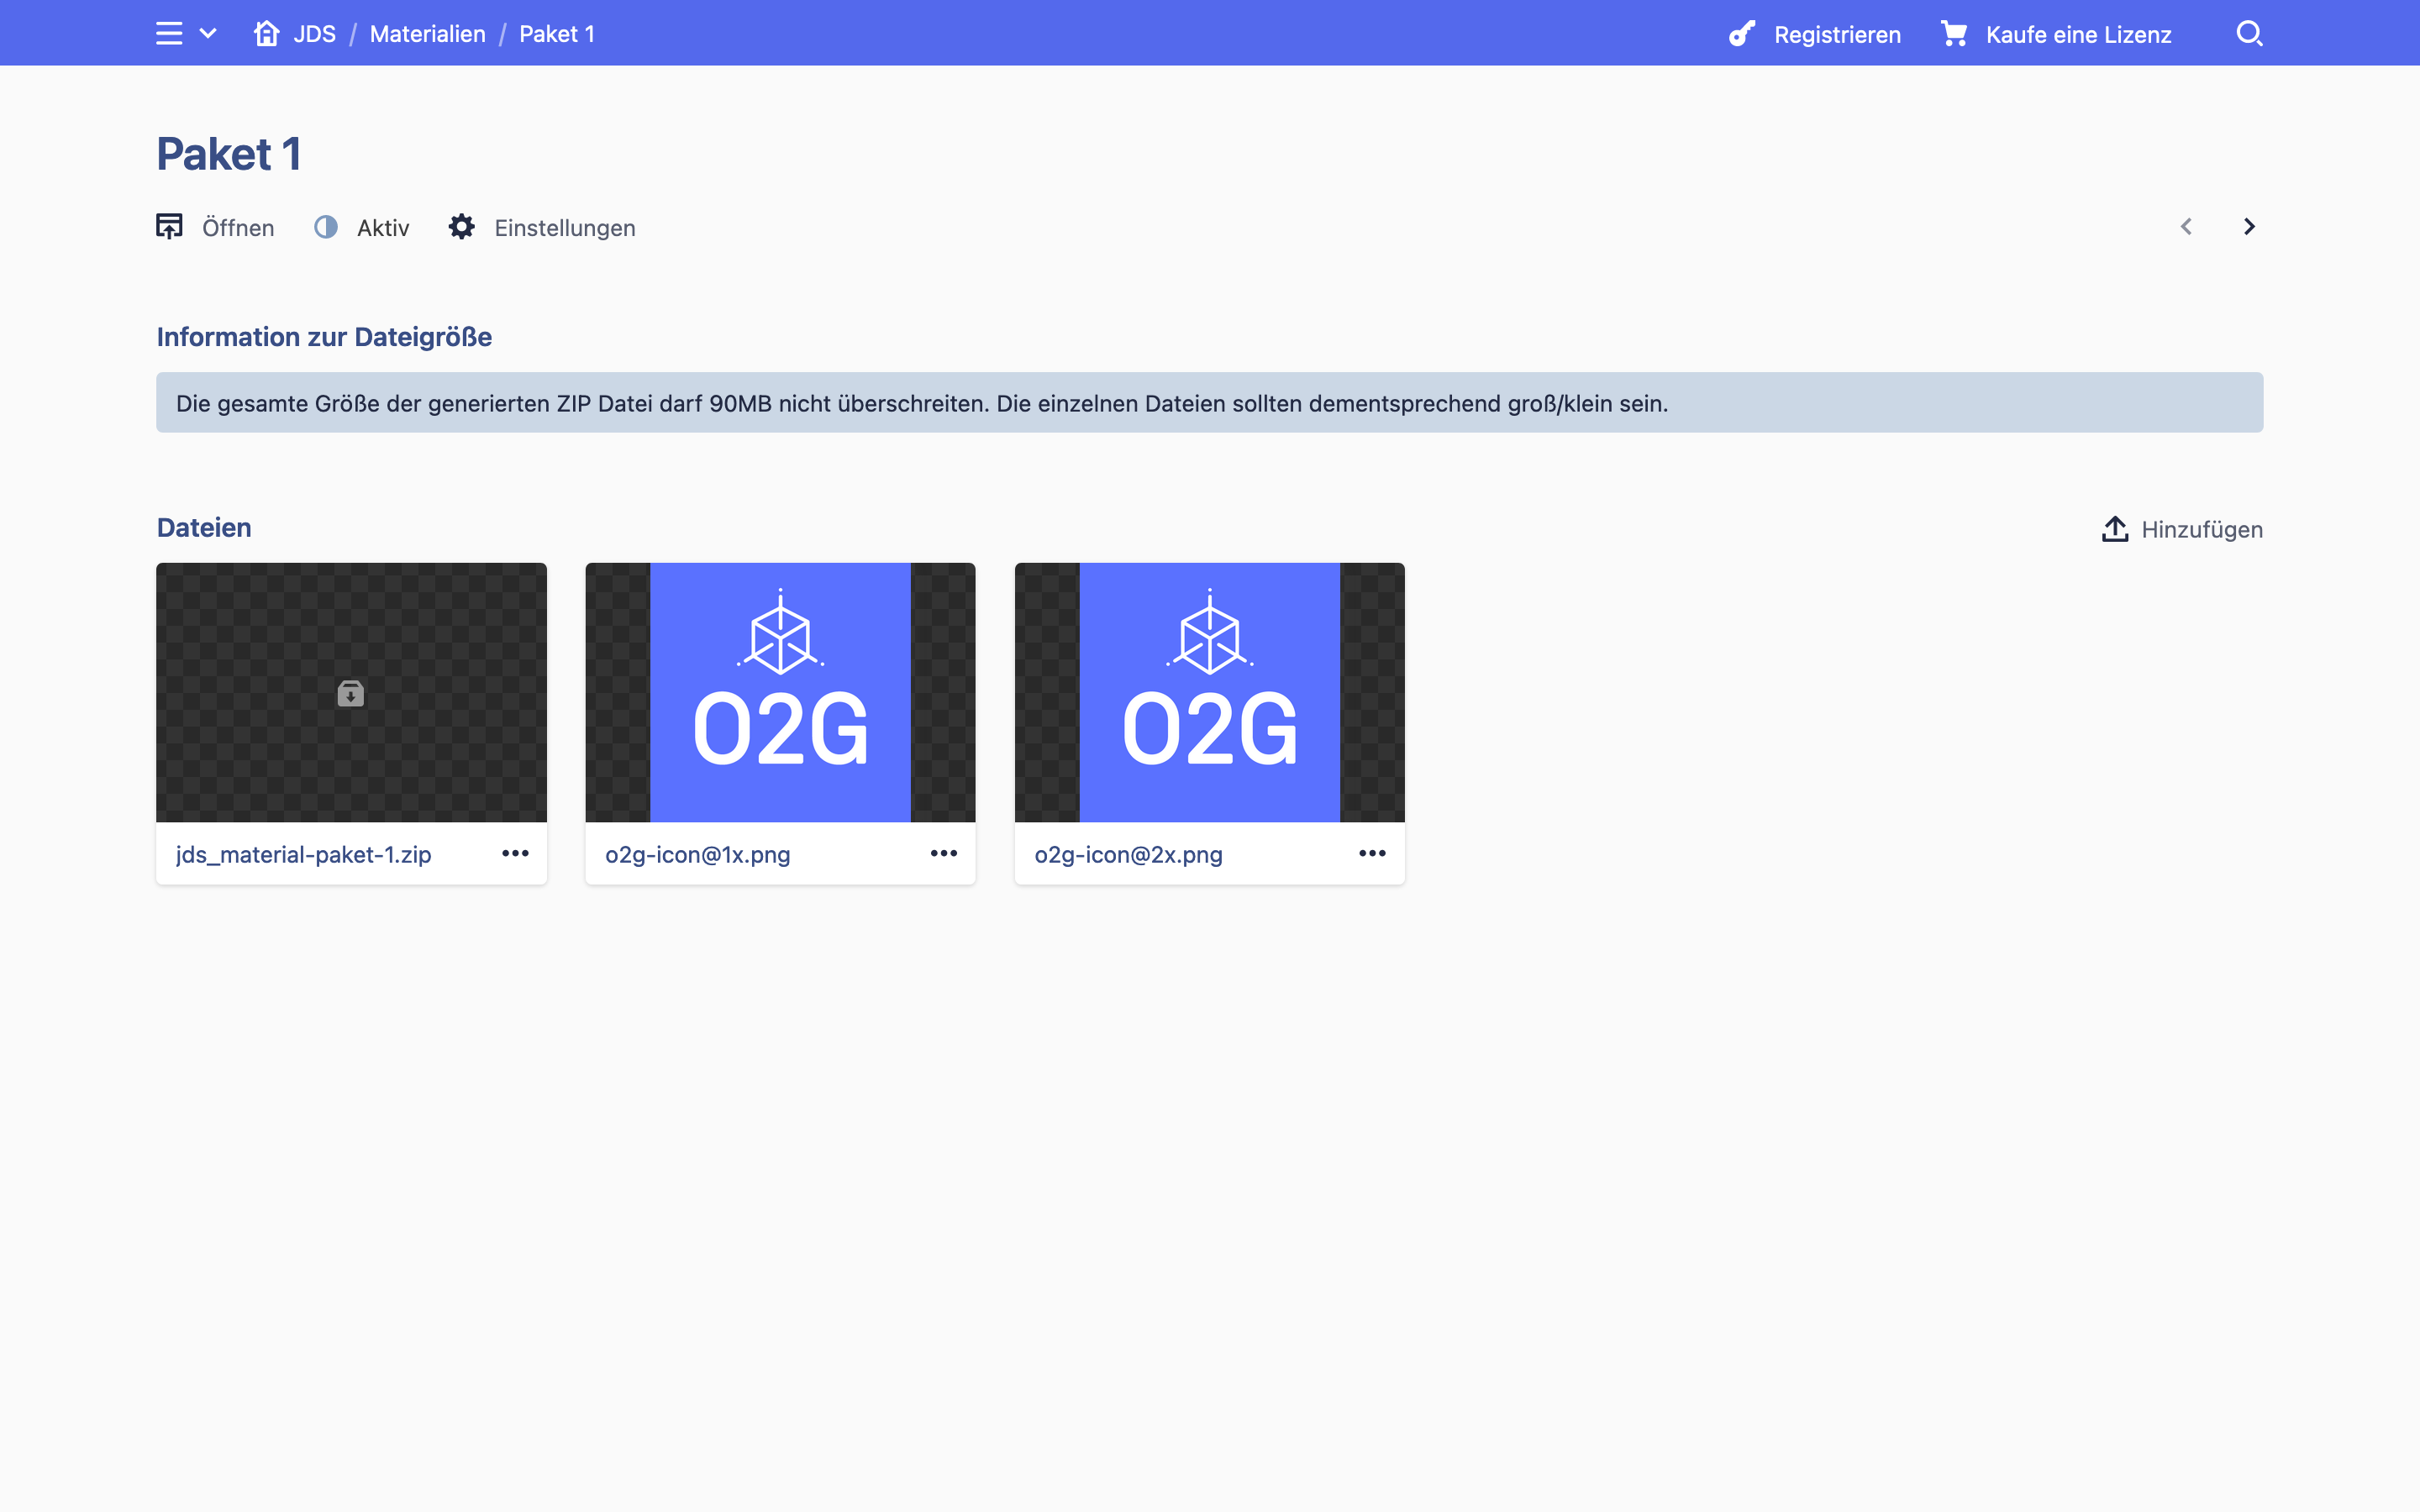 JDS / Materialien / Paket 1
Registrieren
Kaufe eine Lizenz
Paket 1
Öffnen
Aktiv
Einstellungen
Information zur Dateigröße
Die gesamte Größe der generierten ZIP Datei darf 90MB nicht überschreiten. Die einzelnen Dateien sollten dementsprechend groß/klein sein.
Dateien
Hinzufügen
O2G
O2G
jds_material-paket-1.zip
o2g-icon@1x.png
o2g-icon@2x.png